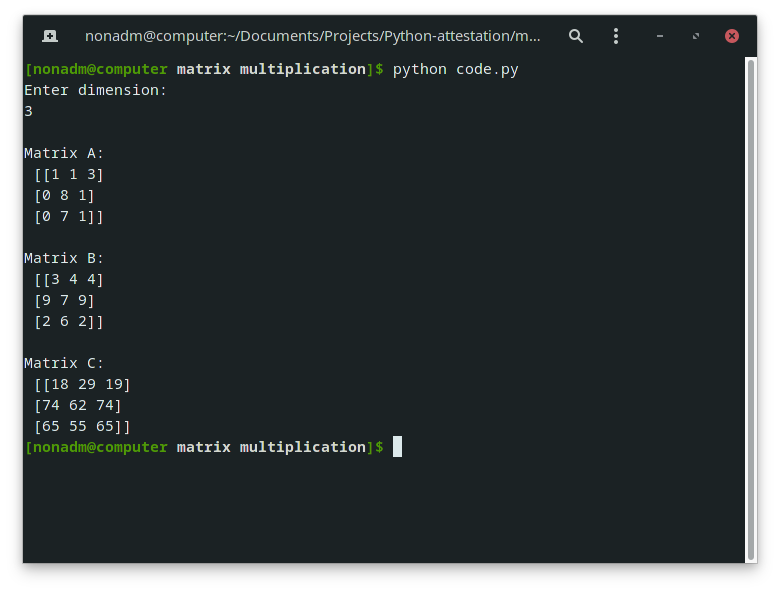 nonadm@computer:~/Documents/Projects/Python-attestation/m...
[nonadm@computer matrix multiplication]$ python code.py
Enter dimension:
3
Matrix A:
[[1 1 3]
[0 8 1]
[0 7 1]]
Matrix B:
[[3 4 4]
[9 7 9]
[2 6 2]]
Matrix C:
[[18 29 19]
[74 62 74]
[65 55 65]]
[nonadm@computer matrix multiplication]$